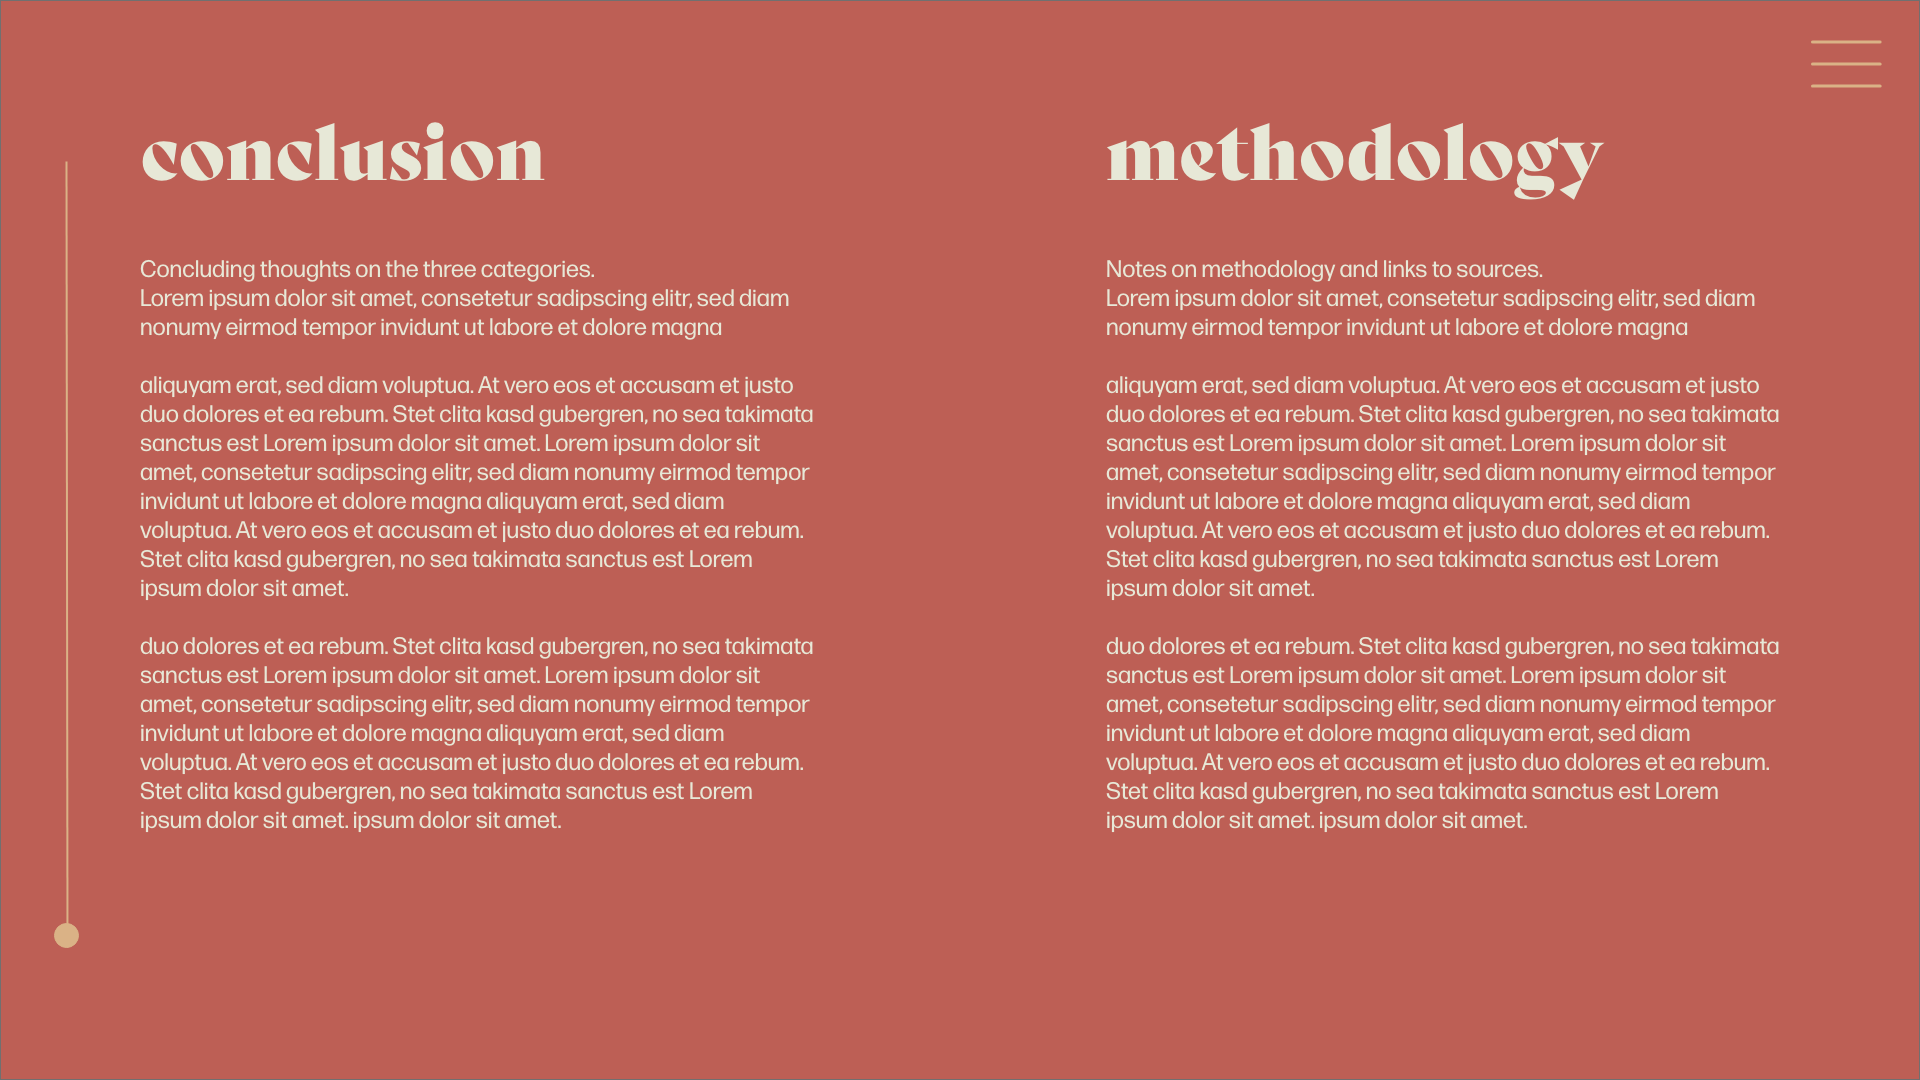 conclusion
Concluding thoughts on the three categories.
Lorem ipsum dolor sit amet, consetetur sadipscing elitr, sed diam
nonumy eirmod tempor invidunt ut labore et dolore magna
aliquyam erat, sed diam voluptua. At vero eos et accusam et justo
duo dolores et ea rebum. Stet clita kasd gubergren, no sea takimata
sanctus est Lorem ipsum dolor sit amet. Lorem ipsum dolor sit
amet, consetetur sadipscing elitr, sed diam nonumy eirmod tempor
invidunt ut labore et dolore magna aliquyam erat, sed diam
voluptua. At vero eos et accusam et justo duo dolores et ea rebum.
Stet clita kasd gubergren, no sea takimata sanctus est Lorem
ipsum dolor sit amet.
duo dolores et ea rebum. Stet clita kasd gubergren, no sea takimata
sanctus est Lorem ipsum dolor sit amet. Lorem ipsum dolor sit
amet, consetetur sadipscing elitr, sed diam nonumy eirmod tempor
invidunt ut labore et dolore magna aliquyam erat, sed diam
voluptua. At vero eos et accusam et justo duo dolores et ea rebum.
Stet clita kasd gubergren, no sea takimata sanctus est Lorem
ipsum dolor sit amet. ipsum dolor sit amet.
methodology
Notes on methodology and links to sources.
Lorem ipsum dolor sit amet, consetetur sadipscing elitr, sed diam
nonumy eirmod tempor invidunt ut labore et dolore magna
aliquyam erat, sed diam voluptua. At vero eos et accusam et justo
duo dolores et ea rebum. Stet clita kasd gubergren, no sea takimata
sanctus est Lorem ipsum dolor sit amet. Lorem ipsum dolor sit
amet, consetetur sadipscing elitr, sed diam nonumy eirmod tempor
invidunt ut labore et dolore magna aliquyam erat, sed diam
voluptua. At vero eos et accusam et justo duo dolores et ea rebum.
Stet clita kasd gubergren, no sea takimata sanctus est Lorem
ipsum dolor sit amet.
duo dolores et ea rebum. Stet clita kasd gubergren, no sea takimata
sanctus est Lorem ipsum dolor sit amet. Lorem ipsum dolor sit
amet, consetetur sadipscing elitr, sed diam nonumy eirmod tempor
invidunt ut labore et dolore magna aliquyam erat, sed diam
voluptua. At vero eos et accusam et justo duo dolores et ea rebum.
Stet clita kasd gubergren, no sea takimata sanctus est Lorem
ipsum dolor sit amet. ipsum dolor sit amet.